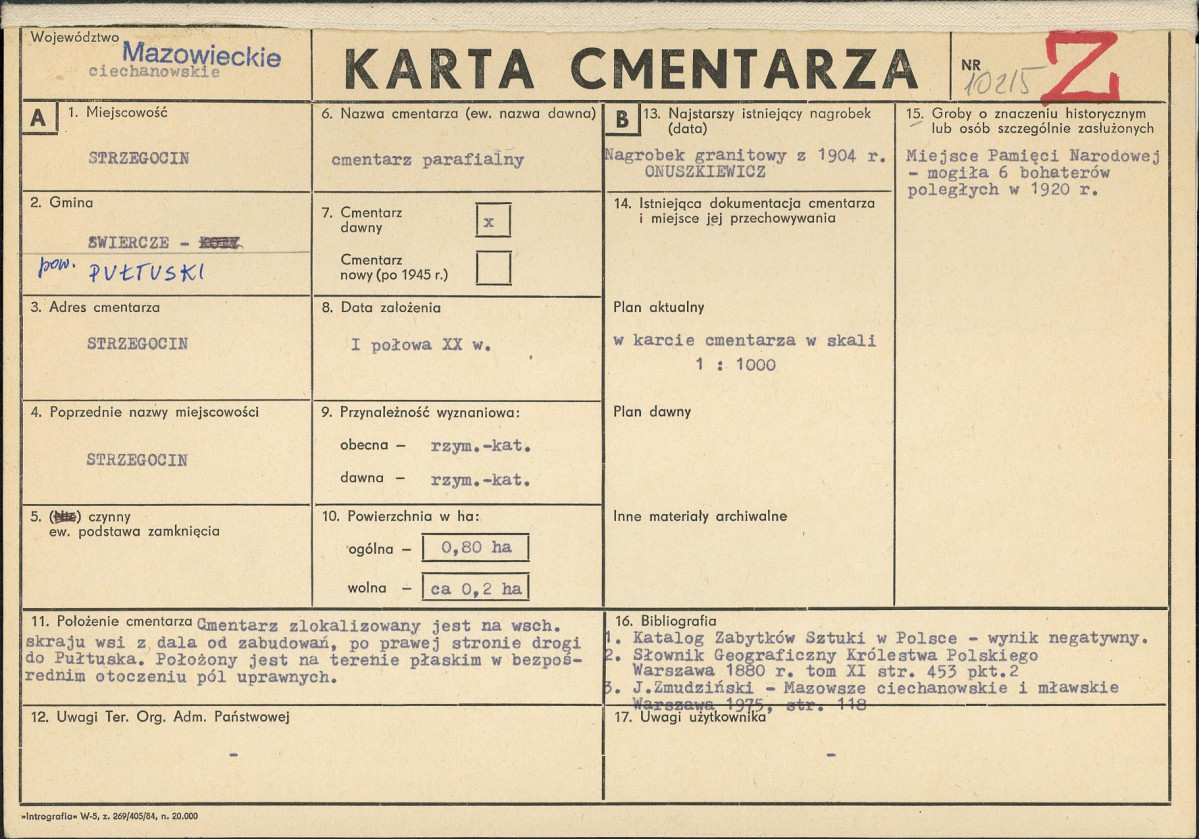 Województwo
Mazowieckie
ciechanowskie
KARTA CMENTARZA
NR
10215
Z
A
1. Miejscowość
STRZEGOCIN
2. Gmina
SWIERCZE -
pow. PUŁTUSKI
3. Adres cmentarza
STRZEGOCIN
4. Poprzednie nazwy miejscowości
STRZEGOCIN
5. (Nie) czynny
ew. podstawa zamknięcia
6. Nazwa cmentarza (ew. nazwa dawna)
cmentarz parafialny
7. Cmentarz
dawny
x
Cmentarz
nowy (po 1945 r.)
8. Data założenia
I połowa XX w.
9. Przynależność wyznaniowa:
obecna – rzym.-kat.
dawna – rzym.-kat.
10. Powierzchnia w ha:
ogólna – 0,80 ha
wolna – ca 0,2 ha
B
13. Najstarszy istniejący nagrobek
(data)
Nagrobek granitowy z 1904 r.
ONUSZKIEWICZ
14. Istniejąca dokumentacja cmentarza
i miejsce jej przechowywania
Plan aktualny
w karcie cmentarza w skali
1 : 1000
Plan dawny
Inne materiały archiwalne
15. Groby o znaczeniu historycznym
lub osób szczególnie zasłużonych
Miejsce Pamięci Narodowej
- mogiła 6 bohaterów
poległych w 1920 r.
11. Położenie cmentarza Cmentarz zlokalizowany jest na wsch.
skraju wsi z dala od zabudowań, po prawej stronie drogi
do Pułtuska. Położony jest na terenie płaskim w bezpoś-
rednim otoczeniu pól uprawnych.
12. Uwagi Ter. Org. Adm. Państwowej
-
16. Bibliografia
1. Katalog Zabytków Sztuki w Polsce - wynik negatywny.
2. Słownik Geograficzny Królestwa Polskiego
Warszawa 1880 r. tom XI str. 453 pkt.2
3. J.Zmudziński - Mazowsze ciechanowskie i mławskie
Warszawa 1975, str. 118
17. Uwagi użytkownika
-
»Intrografia« W-5, z. 269/405/84, n. 20.000